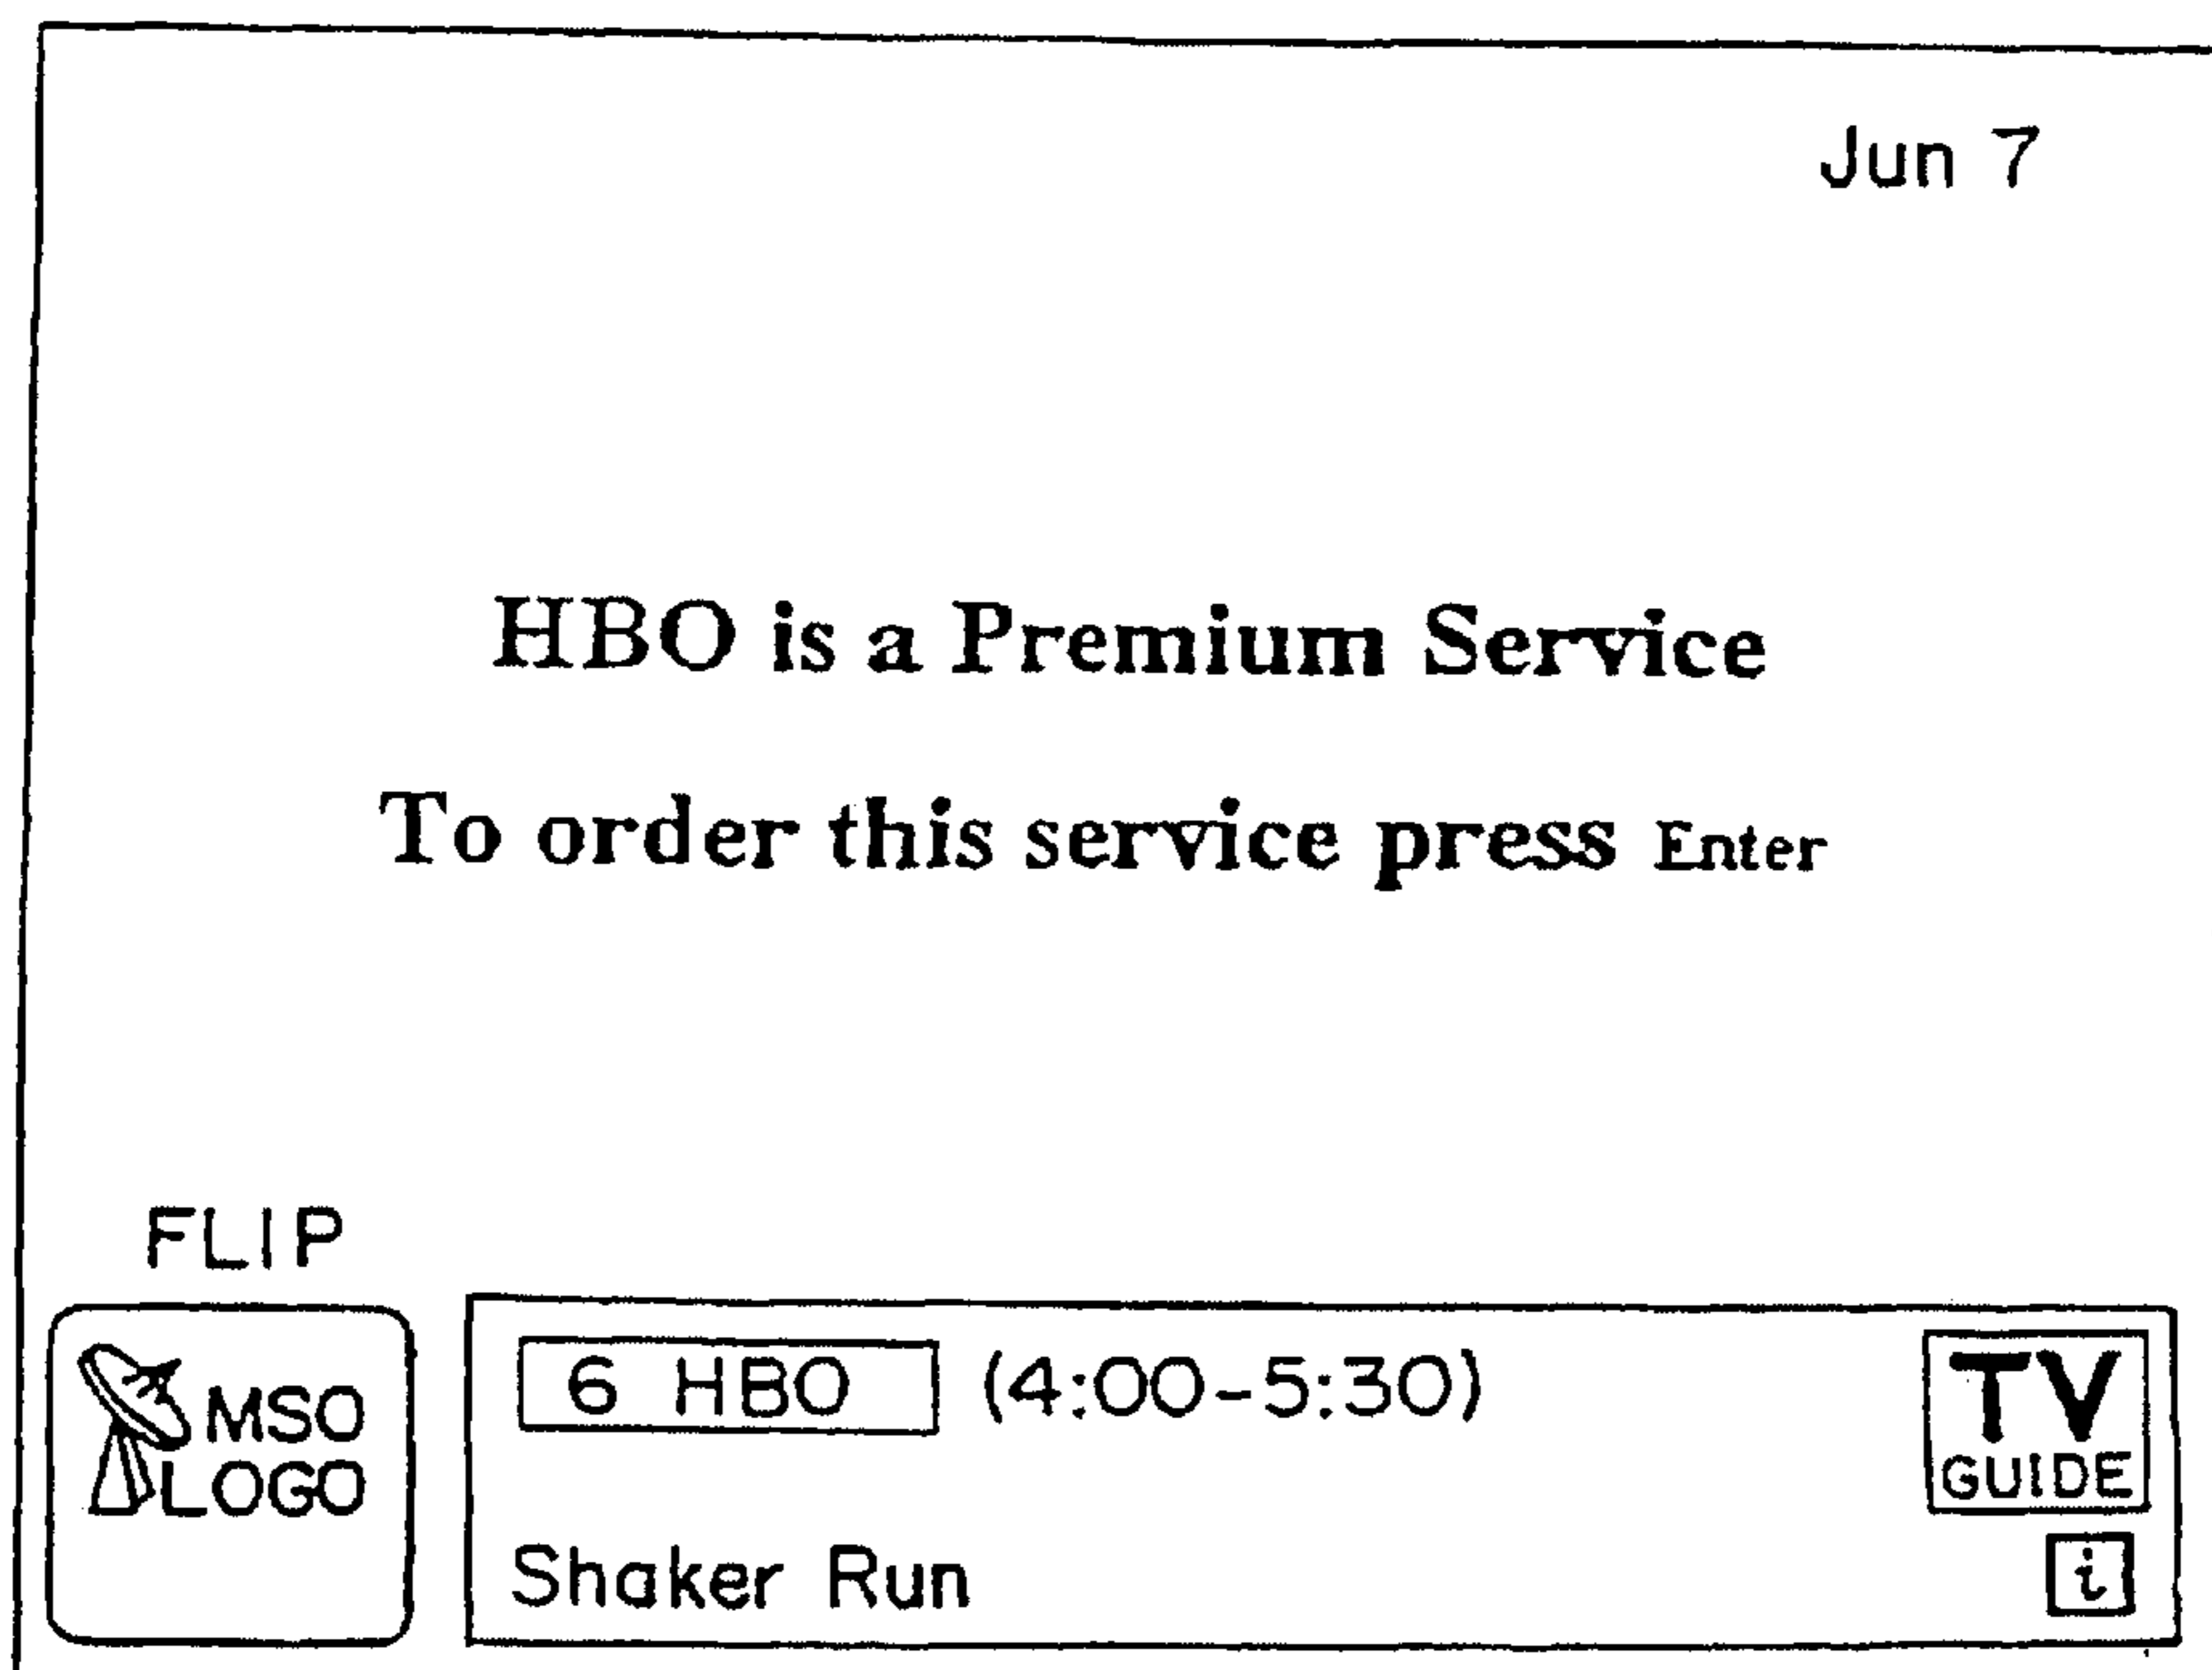 Jun 7
HBO is a Premium Service
To order this service press Enter
FLIP
MSO
LOGO
6 HBO (4:00-5:30)
TV
GUIDE
Shaker Run
i